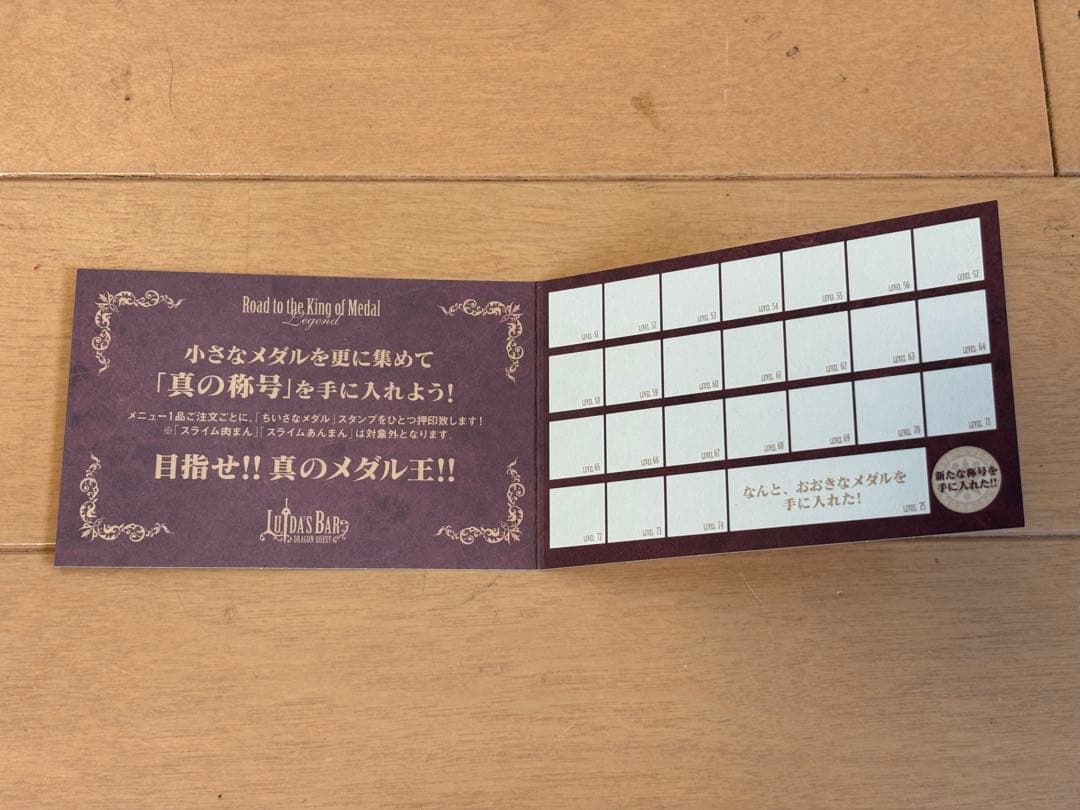 Road to the King of Medal
Legend
小さなメダルを更に集めて
「真の称号」を手に入れよう!
メニュー1品ご注文ごとに、「ちいさなメダル」スタンプをひとつ押印致します!
※「スライム肉まん」「スライムあんまん」は対象外となります
目指せ!! 真のメダル王!!
LUIDA'S BAR
DRAGON QUEST
LEVEL 51 LEVEL 52 LEVEL 53 LEVEL 54 LEVEL 55 LEVEL 56 LEVEL 57
LEVEL 58 LEVEL 59 LEVEL 60 LEVEL 61 LEVEL 62 LEVEL 63 LEVEL 64
LEVEL 65 LEVEL 66 LEVEL 67 LEVEL 68 LEVEL 69 LEVEL 70 LEVEL 71
LEVEL 72 LEVEL 73 LEVEL 74
なんと、おおきなメダルを
手に入れた!
LEVEL 75
新たな称号を
手に入れた!!